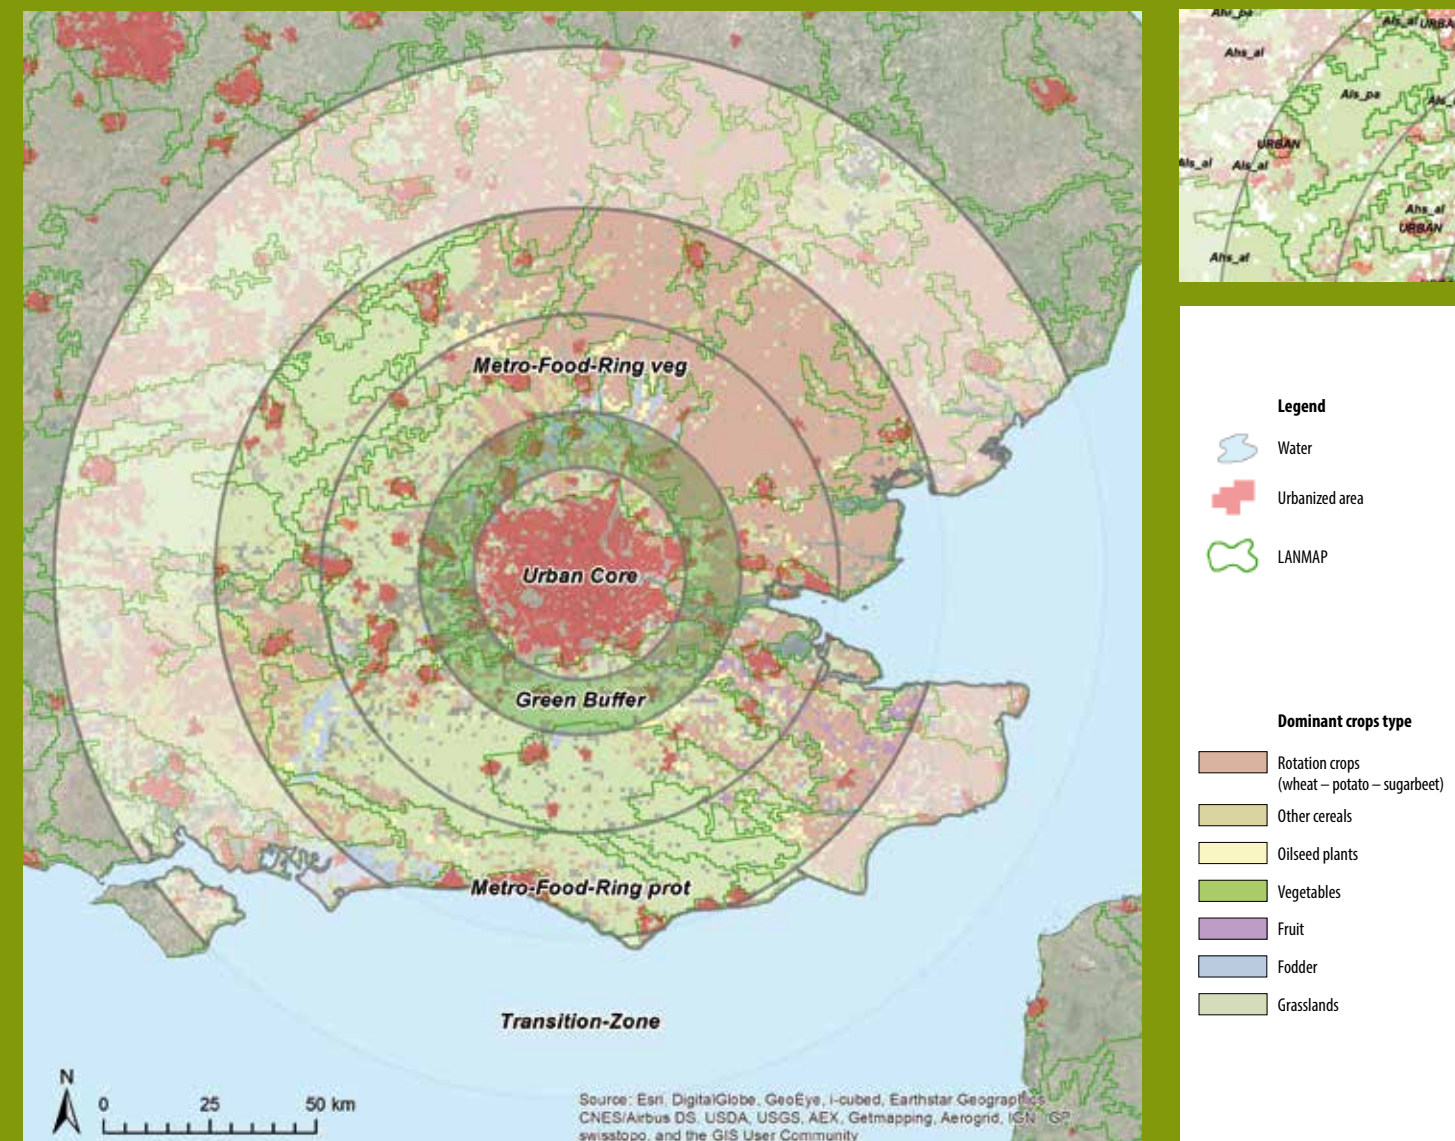 Metro-Food-Ring veg
Urban Core
Green Buffer
Metro-Food-Ring prot
Transition-Zone
N
0 25 50 km
Source: Esri, DigitalGlobe, GeoEye, i-cubed, Earthstar Geographics,
CNES/Airbus DS, USDA, USGS, AEX, Getmapping, Aerogrid, IGN, IGP,
swisstopo, and the GIS User Community
Ahs_al
Als_al
Als_pa
URBAN
Als_al
Ahs_al
URBAN
Ahs_al
Legend
Water
Urbanized area
LANMAP
Dominant crops type
Rotation crops
(wheat – potato – sugarbeet)
Other cereals
Oilseed plants
Vegetables
Fruit
Fodder
Grasslands